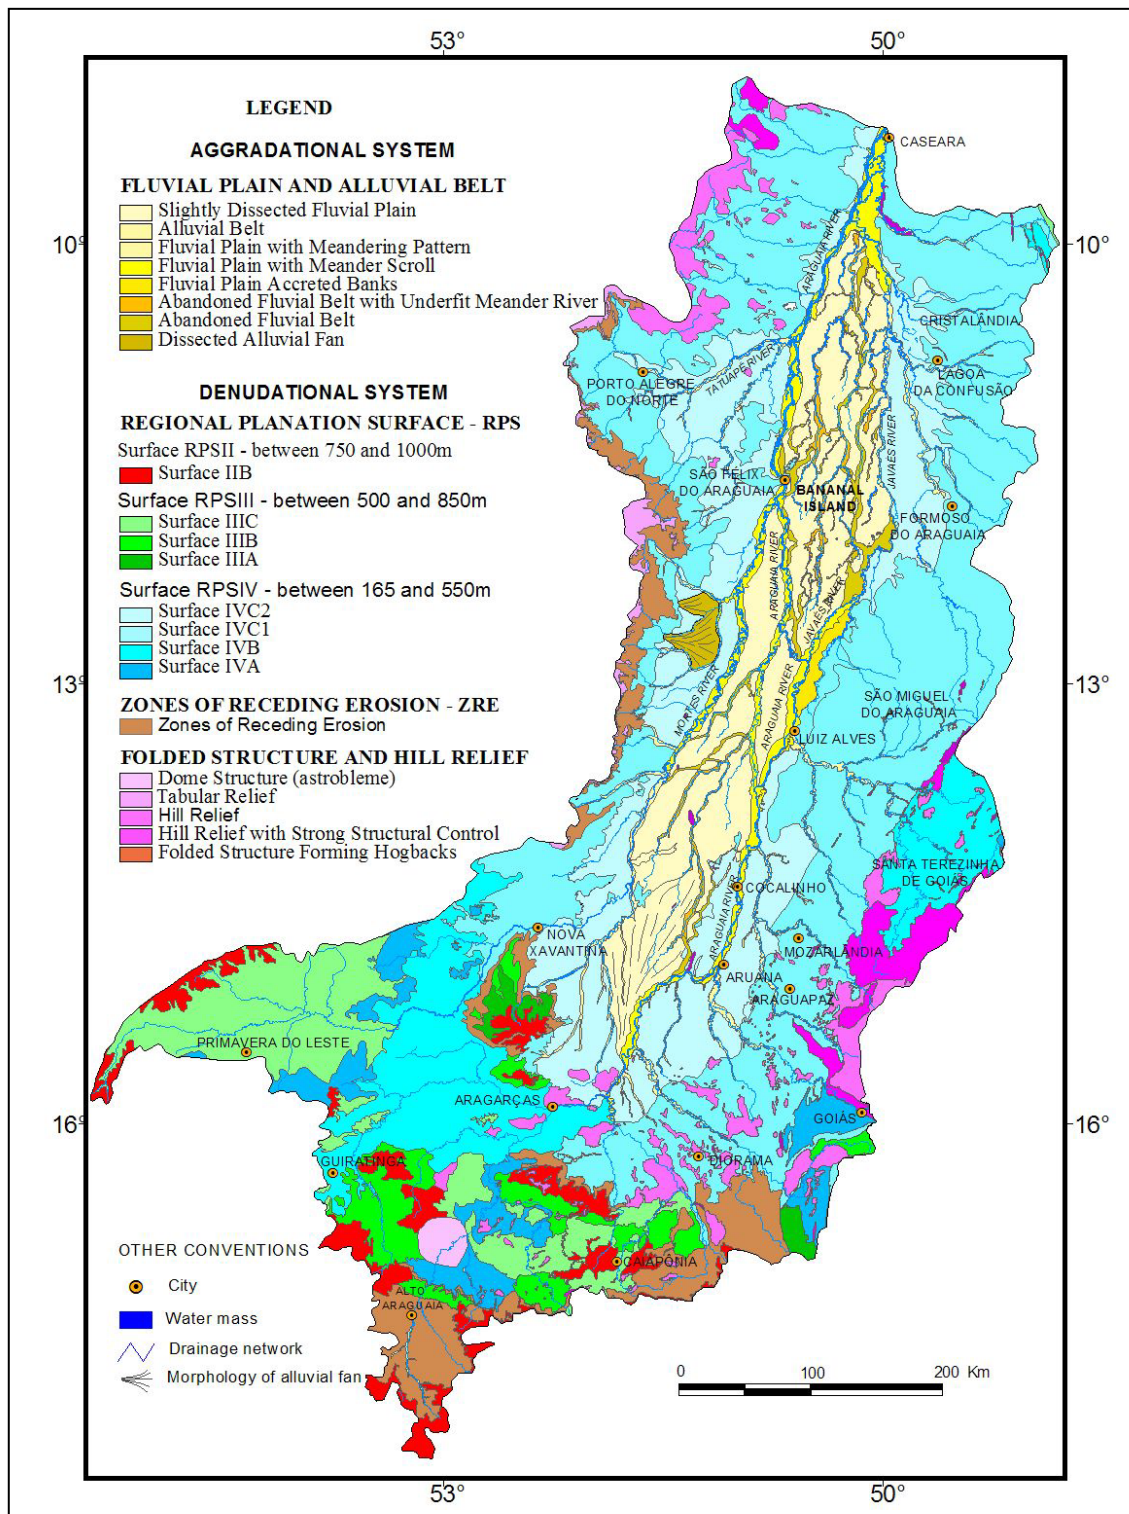 53°
50°
LEGEND
AGGRADATIONAL SYSTEM
FLUVIAL PLAIN AND ALLUVIAL BELT
Slightly Dissected Fluvial Plain
Alluvial Belt
Fluvial Plain with Meandering Pattern
Fluvial Plain with Meander Scroll
Fluvial Plain Accreted Banks
Abandoned Fluvial Belt with Underfit Meander River
Abandoned Fluvial Belt
Dissected Alluvial Fan
DENUDATIONAL SYSTEM
REGIONAL PLANATION SURFACE - RPS
Surface RPSII - between 750 and 1000m
Surface IIB
Surface RPSIII - between 500 and 850m
Surface IIIC
Surface IIIB
Surface IIIA
Surface RPSIV - between 165 and 550m
Surface IVC2
Surface IVC1
Surface IVB
Surface IVA
ZONES OF RECEDING EROSION - ZRE
Zones of Receding Erosion
FOLDED STRUCTURE AND HILL RELIEF
Dome Structure (astrobleme)
Tabular Relief
Hill Relief
Hill Relief with Strong Structural Control
Folded Structure Forming Hogbacks
OTHER CONVENTIONS
City
Water mass
Drainage network
Morphology of alluvial fan
10°
10°
13°
13°
16°
16°
CASEARA
ARAGUAIA RIVER
CRISTALÂNDIA
LAGOA
DA CONFUSÃO
PORTO ALEGRE
DO NORTE
TATUAPE RIVER
JAVAES RIVER
SÃO FÉLIX
DO ARAGUAIA
BANANAL
ISLAND
FORMOSO
DO ARAGUAIA
ARAGUAIA RIVER
JAVAES RIVER
MORTES RIVER
ARAGUAIA RIVER
SÃO MIGUEL
DO ARAGUAIA
LUIZ ALVES
SANTA TEREZINHA
DE GOIÁS
COCALINHO
ARAGUAIA RIVER
NOVA
XAVANTINA
MOZARLÂNDIA
ARUANA
ARAGUAPAZ
PRIMAVERA DO LESTE
ARAGARÇAS
GOIÁS
GUIRATINGA
DIORAMA
CAIAPÔNIA
ALTO
ARAGUAIA
0
100
200 Km
53°
50°